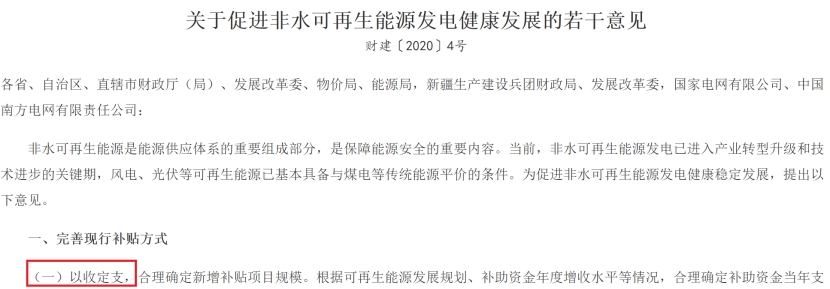 关于促进非水可再生能源发电健康发展的若干意见
财建〔2020〕4号
各省、自治区、直辖市财政厅（局）、发展改革委、物价局、能源局，新疆生产建设兵团财政局、发展改革委，国家电网有限公司、中国
南方电网有限责任公司：
非水可再生能源是能源供应体系的重要组成部分，是保障能源安全的重要内容。当前，非水可再生能源发电已进入产业转型升级和技
术进步的关键期，风电、光伏等可再生能源已基本具备与煤电等传统能源平价的条件。为促进非水可再生能源发电健康稳定发展，提出以
下意见。
一、完善现行补贴方式
（一）以收定支，合理确定新增补贴项目规模。根据可再生能源发展规划、补助资金年度增收水平等情况，合理确定补助资金当年支